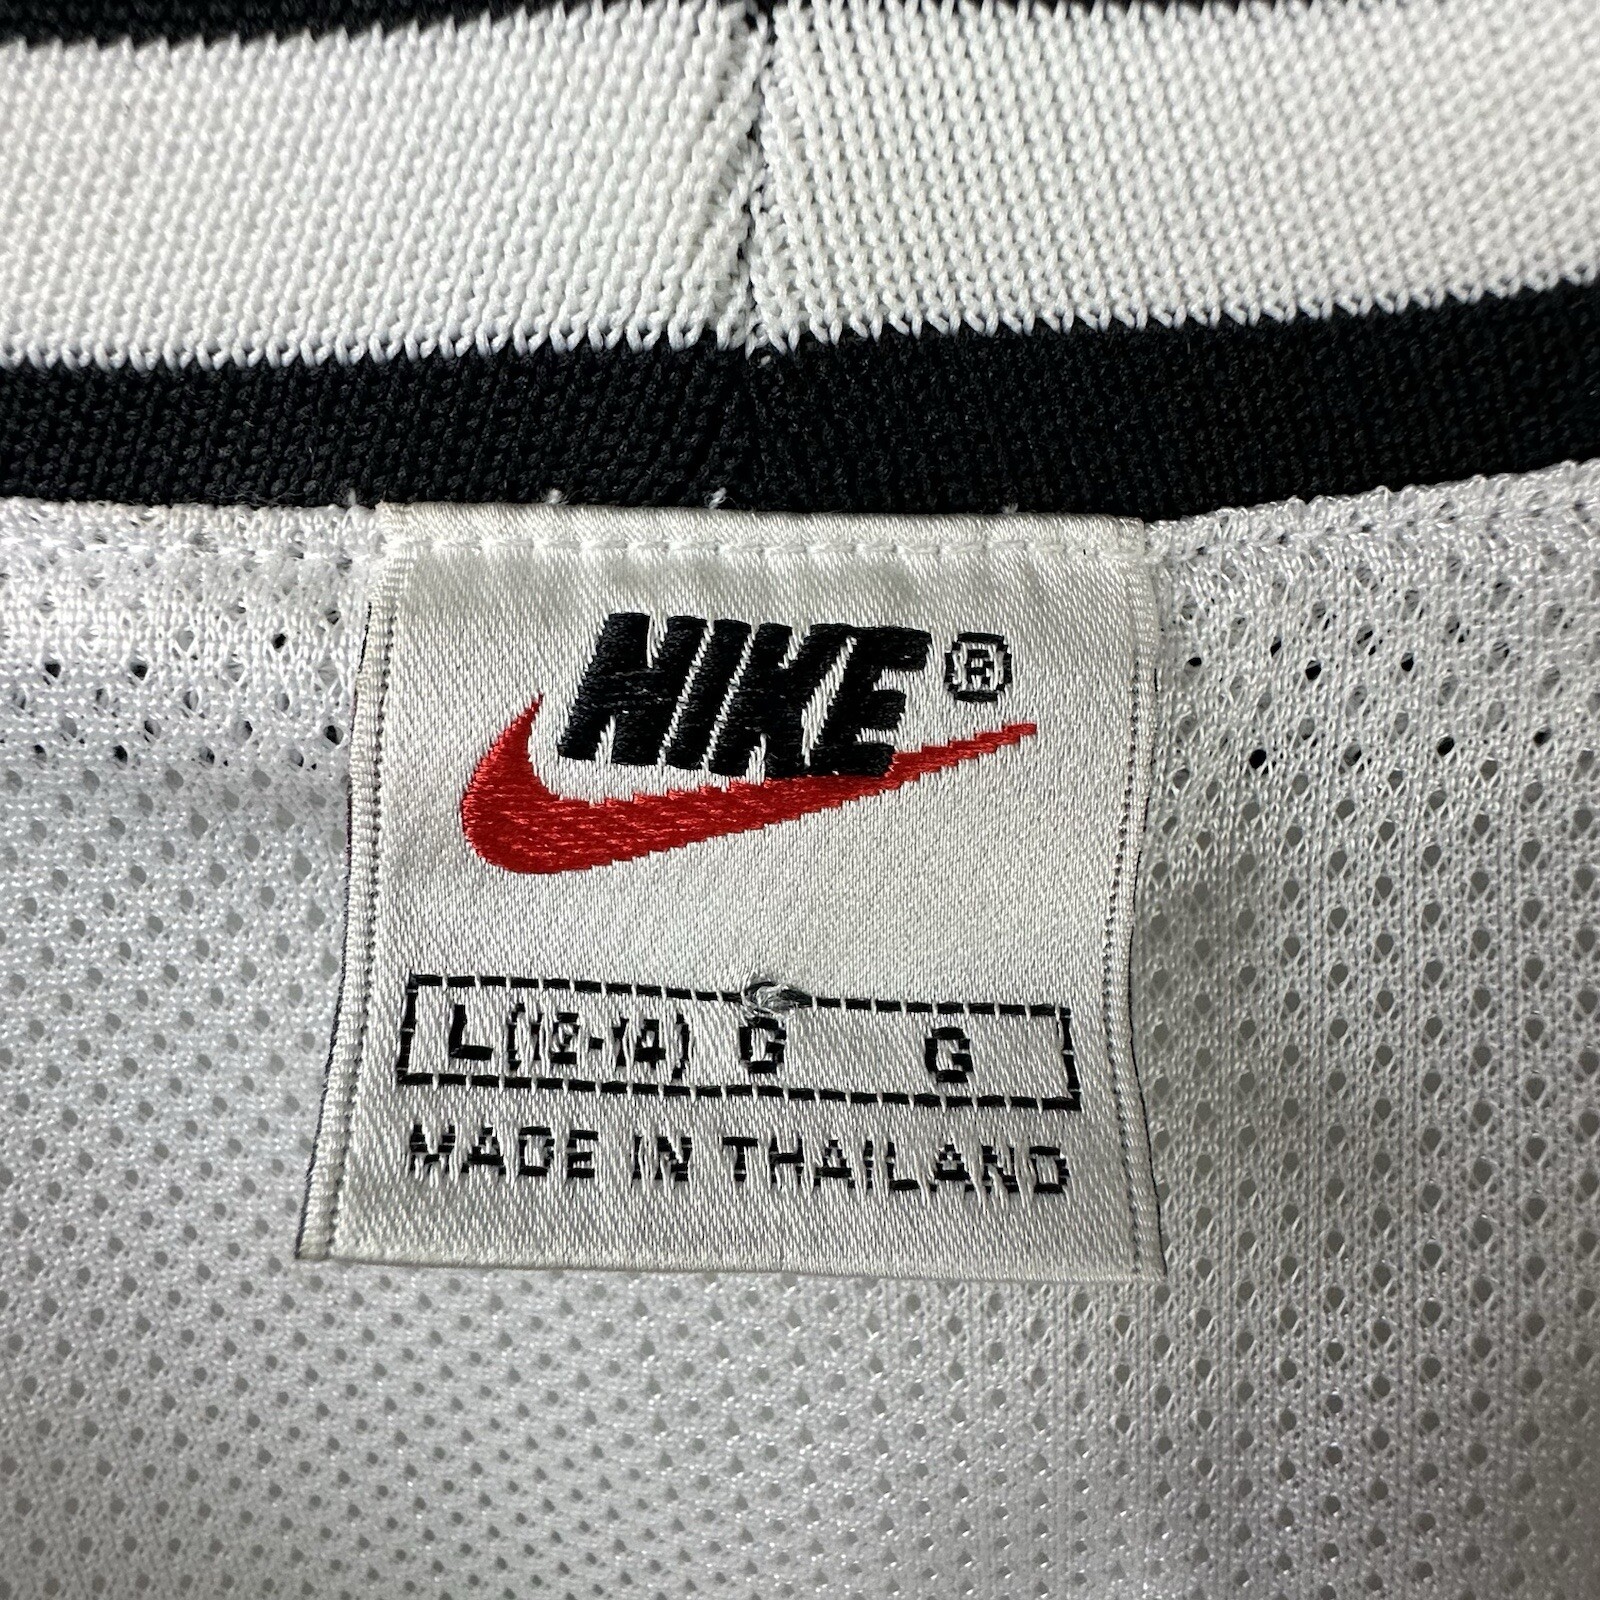 NIKE ®
L(12-14) G G
MADE IN THAILAND